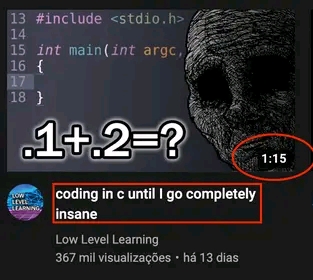 13 #include <stdio.h>
14
15 int main(int argc,
16 {
17
18 }
.1+.2=?
1:15
LOW
LEVEL
LEARNING
coding in c until I go completely
insane
Low Level Learning
367 mil visualizações • há 13 dias